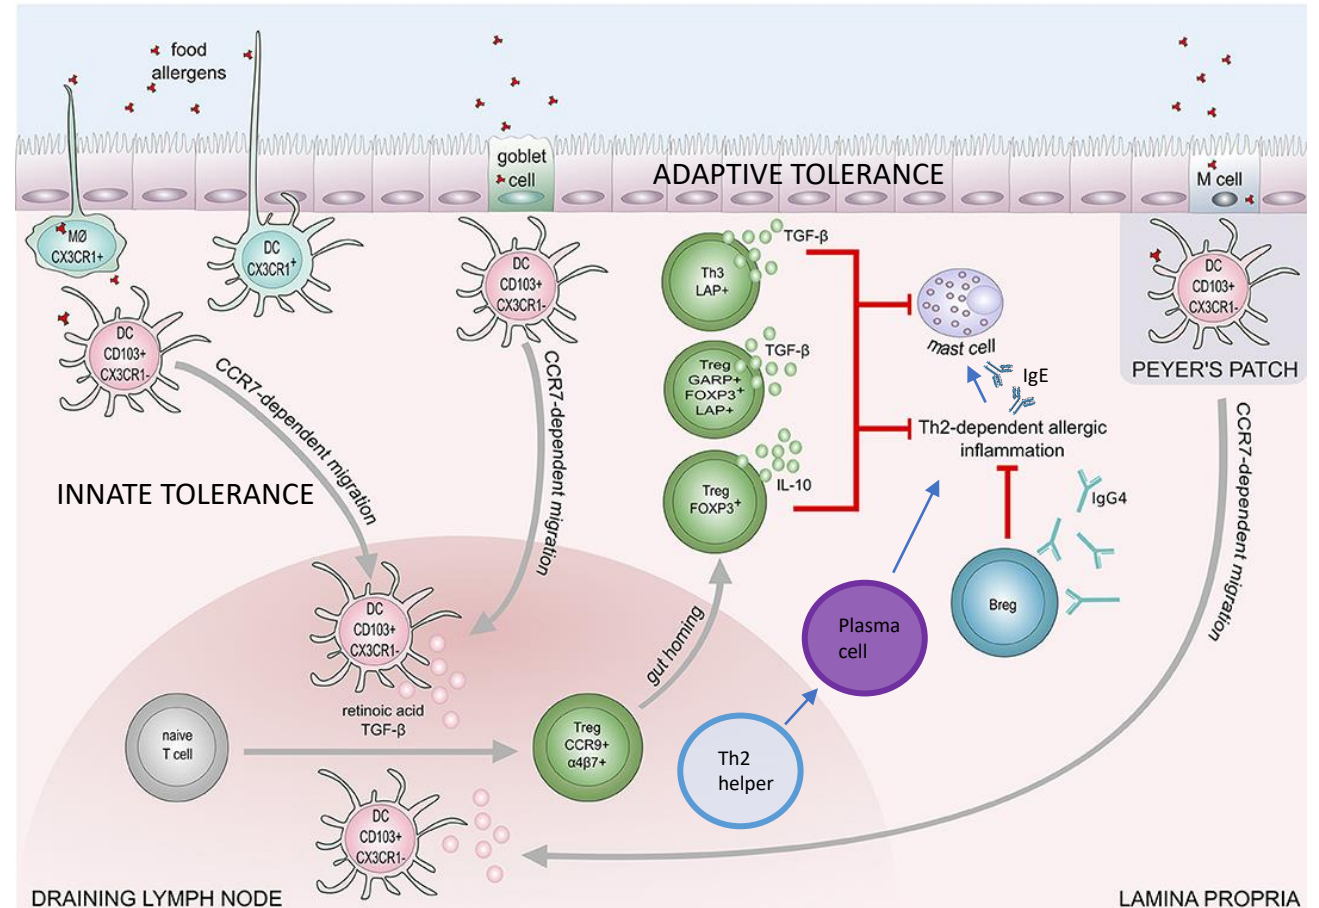 food
allergens
goblet
cell
ADAPTIVE TOLERANCE
M cell
MØ
CX3CR1+
DC
CX3CR1+
DC
CD103+
CX3CR1-
DC
CD103+
CX3CR1-
Th3
LAP+
TGF-β
mast cell
DC
CD103+
CX3CR1-
PEYER'S PATCH
Treg
GARP+
FOXP3+
LAP+
TGF-β
IgE
Th2-dependent allergic
inflammation
Treg
FOXP3+
IL-10
IgG4
Breg
CCR7-dependent migration
CCR7-dependent migration
CCR7-dependent migration
INNATE TOLERANCE
DC
CD103+
CX3CR1-
retinoic acid
TGF-β
naive
T cell
Treg
CCR9+
α4β7+
gut homing
Plasma
cell
Th2
helper
DC
CD103+
CX3CR1-
DRAINING LYMPH NODE
LAMINA PROPRIA